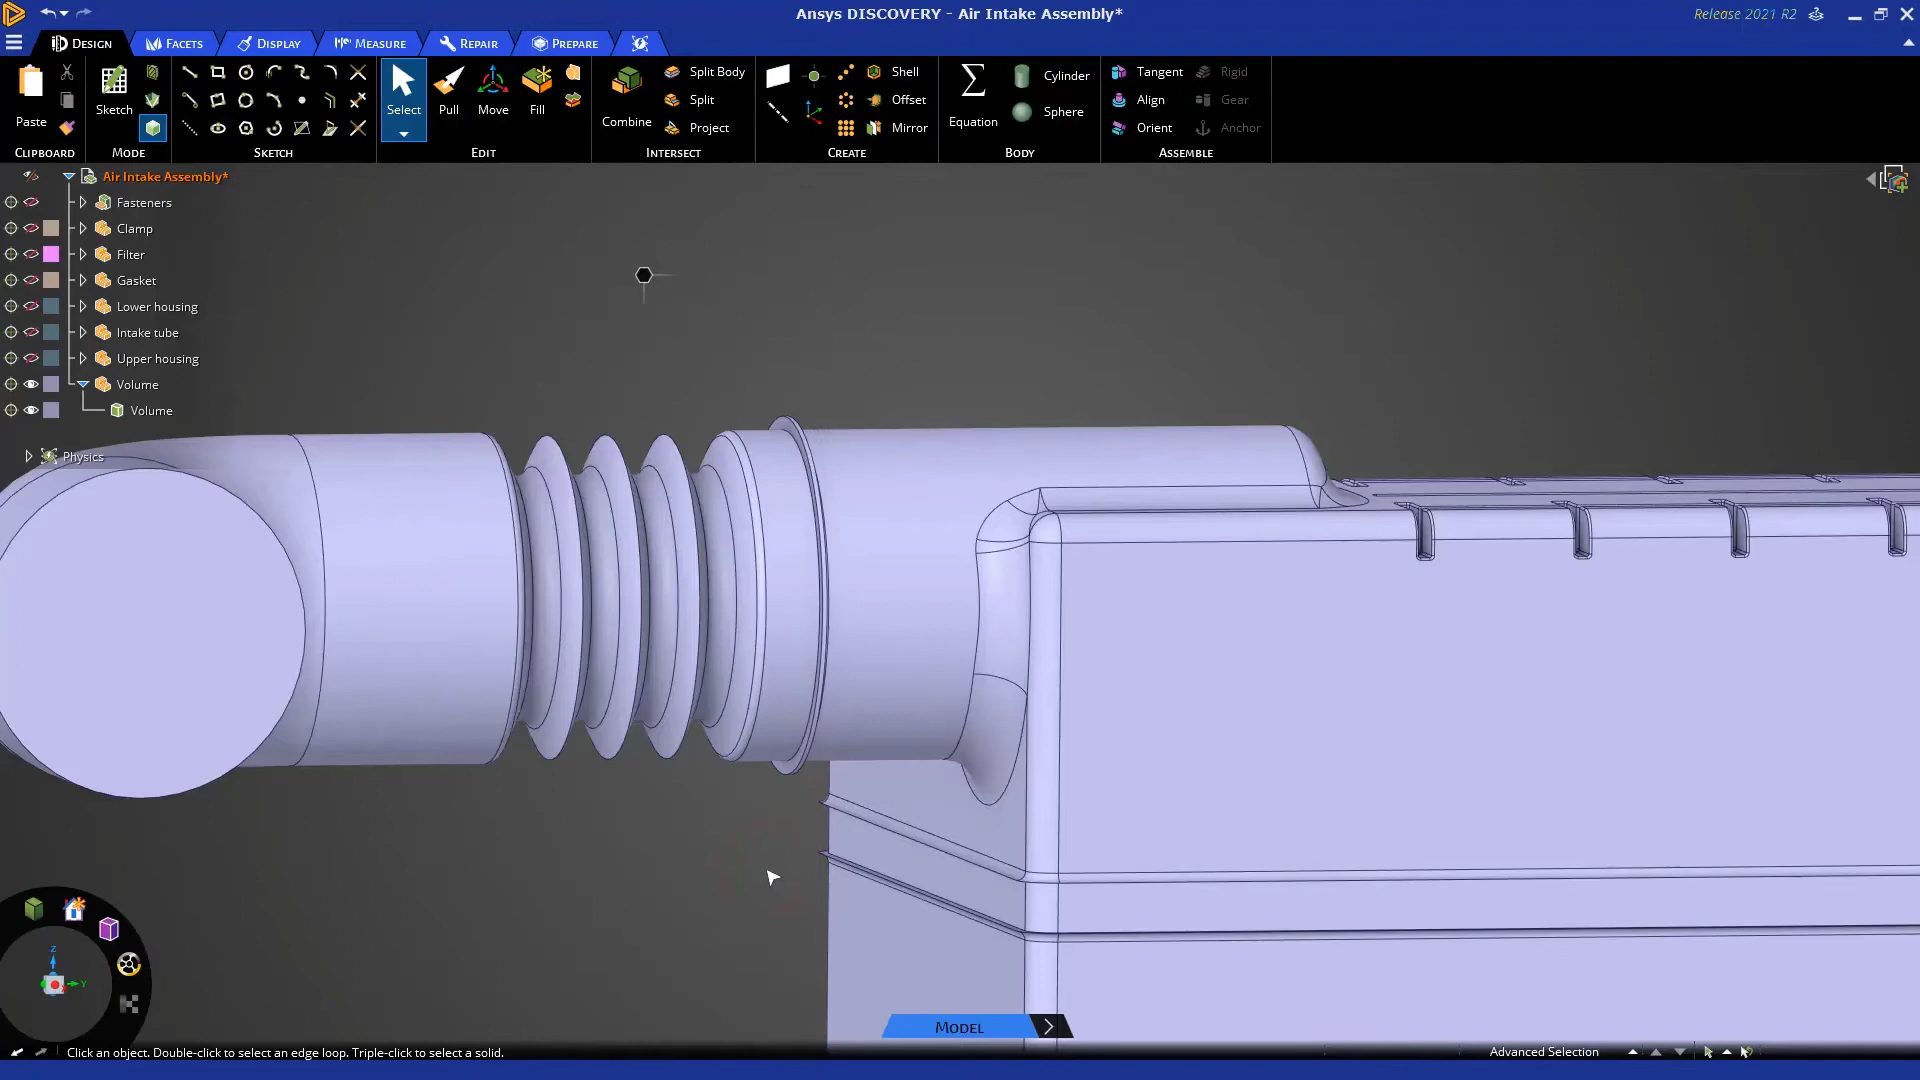 Ansys DISCOVERY - Air Intake Assembly*
Release 2021 R2
DESIGN FACETS DISPLAY MEASURE REPAIR PREPARE
Paste
Sketch
Select
Pull
Move
Fill
Combine
Split Body
Split
Project
Shell
Offset
Mirror
Equation
Cylinder
Sphere
Tangent
Align
Orient
Rigid
Gear
Anchor
CLIPBOARD MODE SKETCH EDIT INTERSECT CREATE BODY ASSEMBLE
Air Intake Assembly*
Fasteners
Clamp
Filter
Gasket
Lower housing
Intake tube
Upper housing
Volume
Volume
Physics
Z
Y
MODEL
Click an object. Double-click to select an edge loop. Triple-click to select a solid.
Advanced Selection